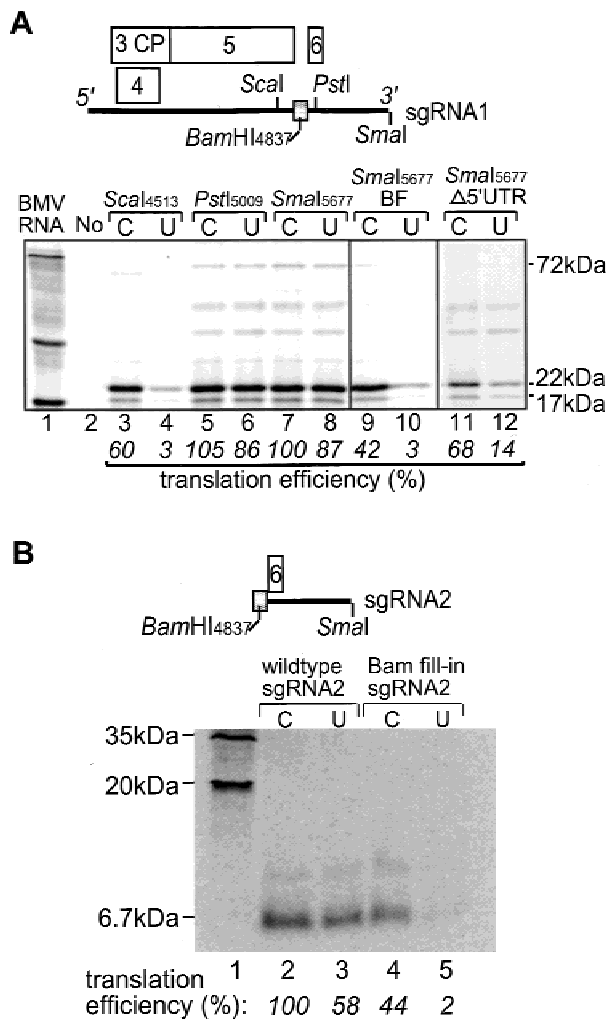 A
3 CP 5 6
4
5' ScaI PstI 3'
sgRNA1
BamHI4837 SmaI
BMV RNA No ScaI4513 PstI5009 SmaI5677 SmaI5677 BF SmaI5677 Δ5'UTR
C U C U C U C U C U
-72kDa
-22kDa
-17kDa
1 2 3 4 5 6 7 8 9 10 11 12
60 3 105 86 100 87 42 3 68 14
translation efficiency (%)
B
6
sgRNA2
BamHI4837 SmaI
wildtype sgRNA2 Bam fill-in sgRNA2
C U C U
35kDa
20kDa
6.7kDa
translation 1 2 3 4 5
efficiency (%): 100 58 44 2